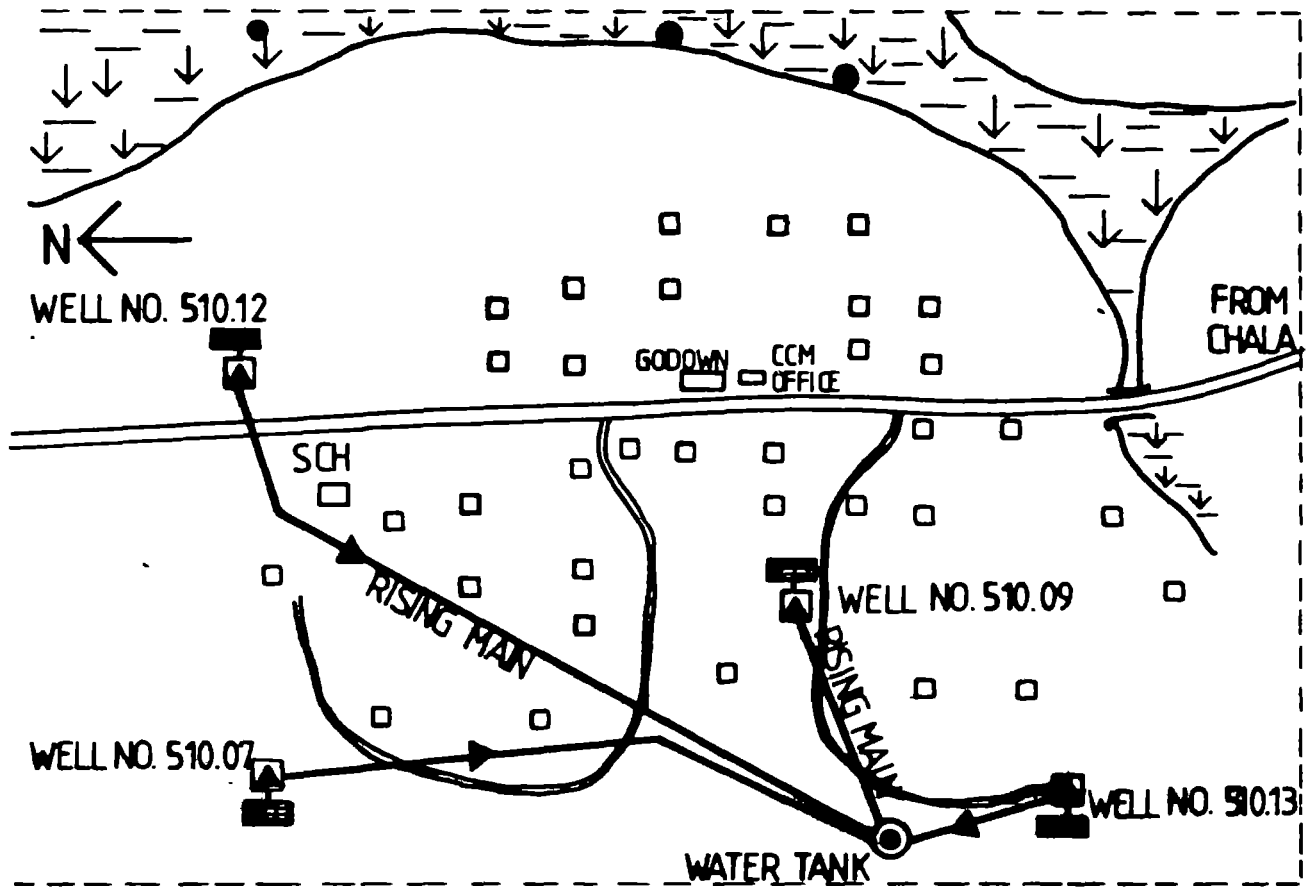 N
WELL NO. 510.12
FROM
CHALA
GODOWN
CCM
OFFICE
SCH
RISING MAIN
WELL NO. 510.09
RISING MAIN
WELL NO. 510.07
WELL NO. 510.13
WATER TANK